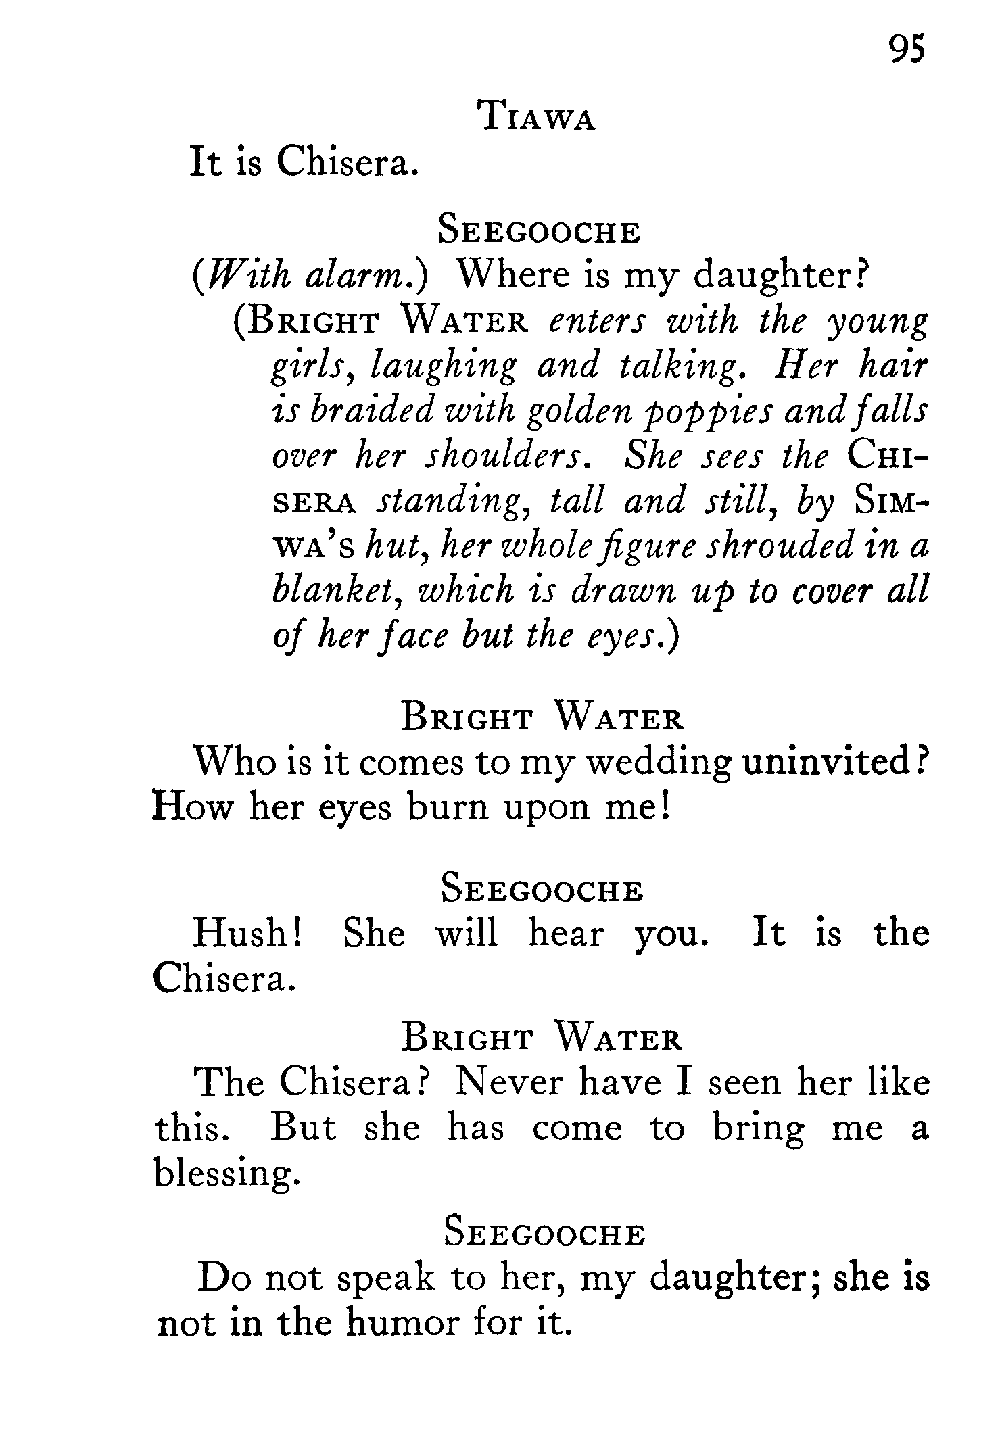 95
TIAWA
It is Chisera.
SEEGOOCHE
(With alarm.) Where is my daughter?
(BRIGHT WATER enters with the young
girls, laughing and talking. Her hair
is braided with golden poppies and falls
over her shoulders. She sees the CHI-
SERA standing, tall and still, by SIM-
WA'S hut, her whole figure shrouded in a
blanket, which is drawn up to cover all
of her face but the eyes.)
BRIGHT WATER
Who is it comes to my wedding uninvited?
How her eyes burn upon me!
SEEGOOCHE
Hush! She will hear you. It is the
Chisera.
BRIGHT WATER
The Chisera? Never have I seen her like
this. But she has come to bring me a
blessing.
SEEGOOCHE
Do not speak to her, my daughter; she is
not in the humor for it.